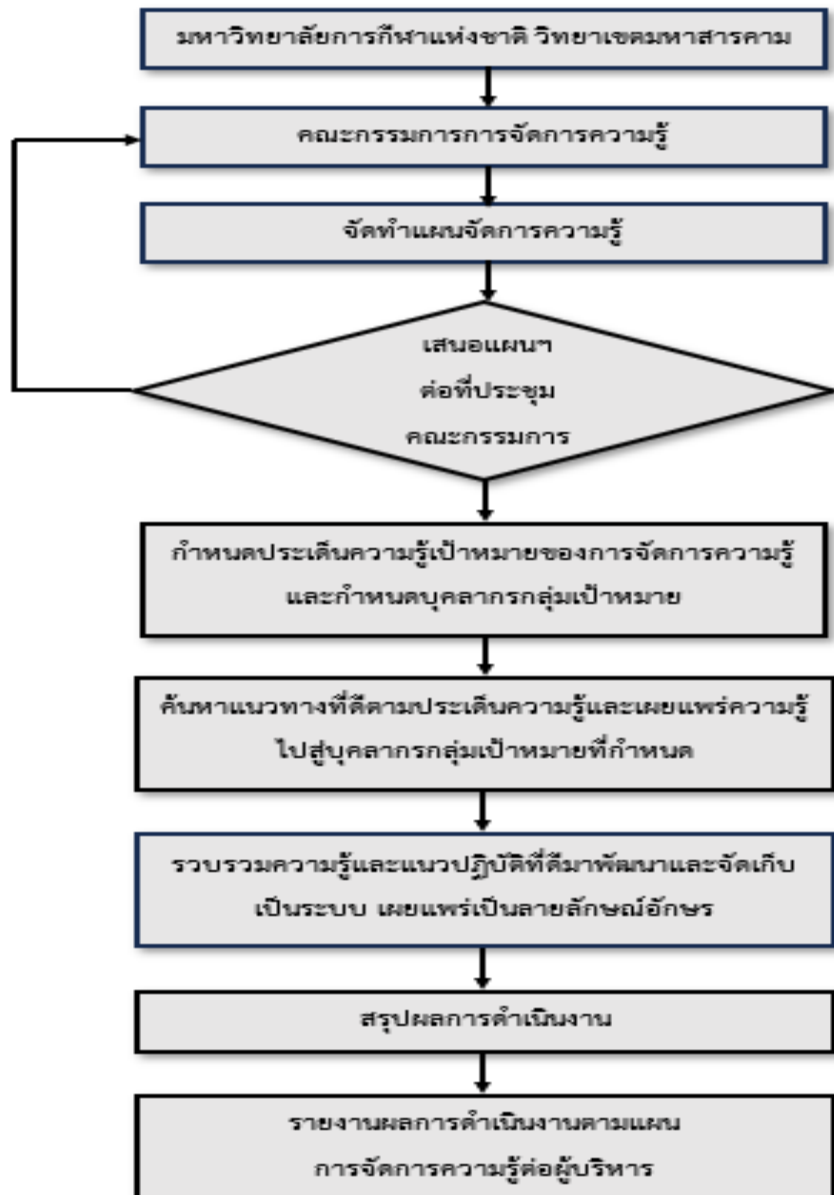 มหาวิทยาลัยการกีฬาแห่งชาติ วิทยาเขตมหาสารคาม
คณะกรรมการการจัดการความรู้
จัดทำแผนจัดการความรู้
เสนอแผนฯ
ต่อที่ประชุม
คณะกรรมการ
กำหนดประเด็นความรู้เป้าหมายของการจัดการความรู้
และกำหนดบุคลากรกลุ่มเป้าหมาย
ค้นหาแนวทางที่ดีตามประเด็นความรู้และเผยแพร่ความรู้
ไปสู่บุคลากรกลุ่มเป้าหมายที่กำหนด
รวบรวมความรู้และแนวปฏิบัติที่ดีมาพัฒนาและจัดเก็บ
เป็นระบบ เผยแพร่เป็นลายลักษณ์อักษร
สรุปผลการดำเนินงาน
รายงานผลการดำเนินงานตามแผน
การจัดการความรู้ต่อผู้บริหาร